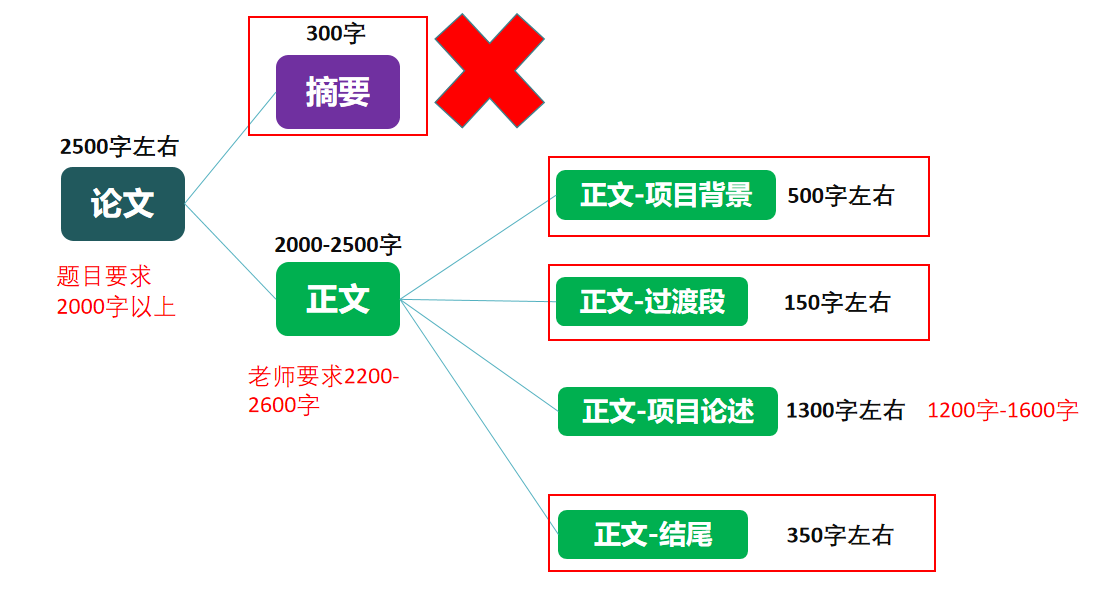 300字
摘要
2500字左右
论文
题目要求
2000字以上
2000-2500字
正文
老师要求2200-
2600字
正文-项目背景 500字左右
正文-过渡段 150字左右
正文-项目论述 1300字左右 1200字-1600字
正文-结尾 350字左右